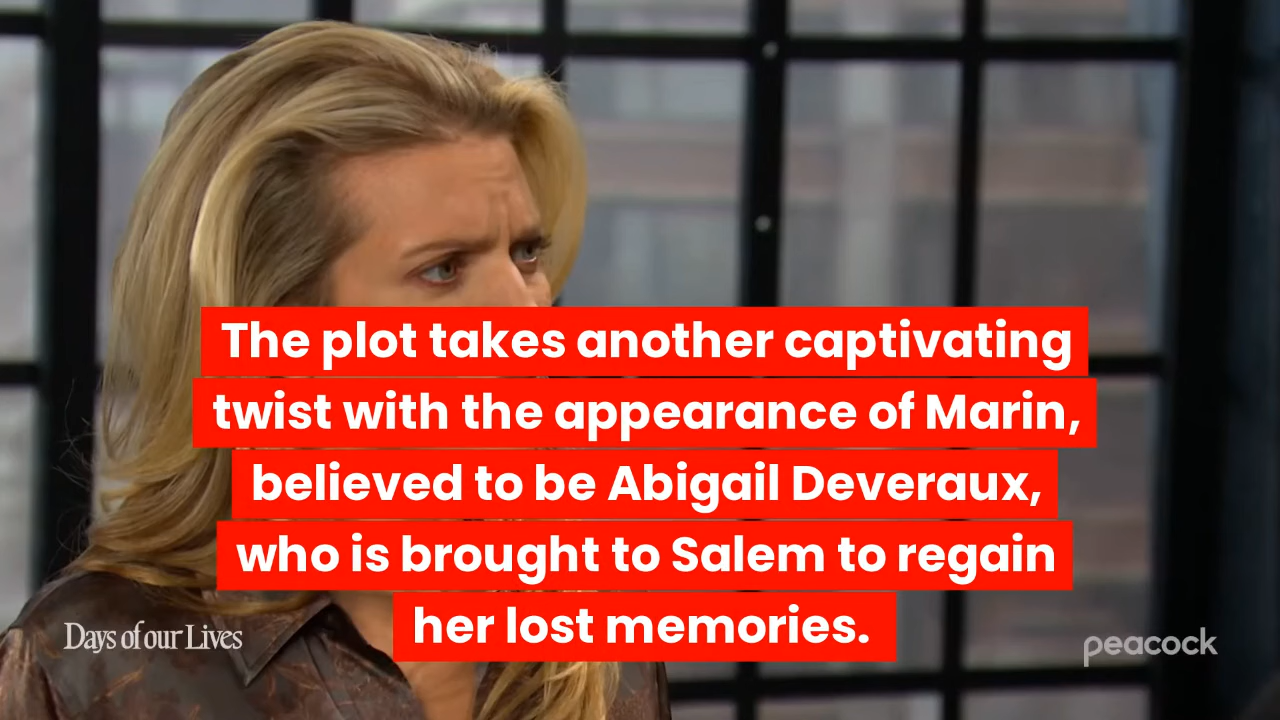 The plot takes another captivating
twist with the appearance of Marin,
believed to be Abigail Deveraux,
who is brought to Salem to regain
her lost memories.
Days of our Lives
peacock